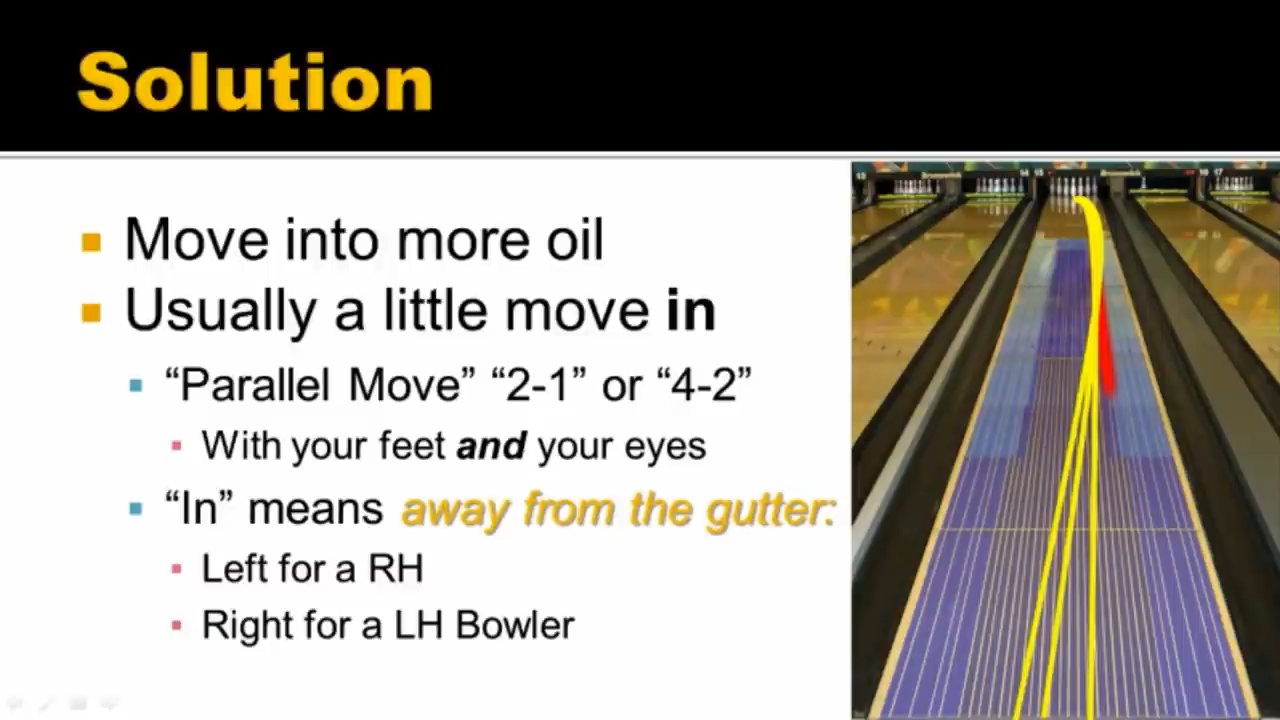 Solution
Move into more oil
Usually a little move in
“Parallel Move” “2-1” or “4-2”
With your feet and your eyes
“In” means away from the gutter:
Left for a RH
Right for a LH Bowler